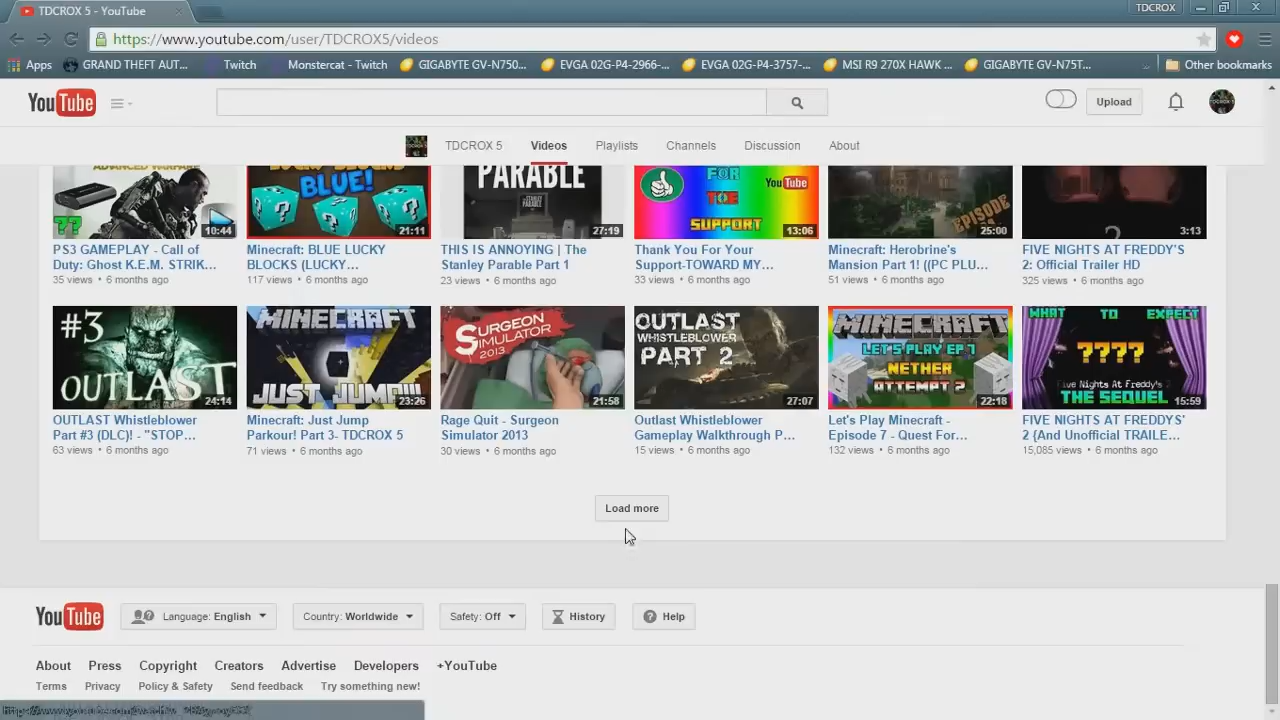 TDCROX 5 - YouTube
TDCROX
https://www.youtube.com/user/TDCROX5/videos
Apps
GRAND THEFT AUT...
Twitch
Monstercat - Twitch
GIGABYTE GV-N750...
EVGA 02G-P4-2966-...
EVGA 02G-P4-3757-...
MSI R9 270X HAWK ...
GIGABYTE GV-N75T...
Other bookmarks
YouTube
Upload
TDCROX 5
Videos
Playlists
Channels
Discussion
About
ADVANCED WARFARE
??
10:44
BLUE!
21:11
PARABLE
THE STANLEY PARABLE
27:19
FOR
THE
SUPPORT
YouTube
13:06
EPISODE
25:00
3:13
PS3 GAMEPLAY - Call of
Duty: Ghost K.E.M. STRIK...
35 views • 6 months ago
Minecraft: BLUE LUCKY
BLOCKS (LUCKY...
117 views • 6 months ago
THIS IS ANNOYING | The
Stanley Parable Part 1
23 views • 6 months ago
Thank You For Your
Support-TOWARD MY...
33 views • 6 months ago
Minecraft: Herobrine's
Mansion Part 1! ((PC PLU...
51 views • 6 months ago
FIVE NIGHTS AT FREDDY'S
2: Official Trailer HD
325 views • 6 months ago
#3
OUTLAST
24:14
MINECRAFT
JUST JUMP!!!
23:26
SURGEON
SIMULATOR
2013
21:58
OUTLAST
WHISTLEBLOWER
PART 2
27:07
MINECRAFT
LET'S PLAY EP 7
NETHER
ATTEMPT 2
22:18
WHAT TO EXPECT
????
Five Nights At Freddy's
THE SEQUEL
15:59
OUTLAST Whistleblower
Part #3 (DLC)! - "STOP...
63 views • 6 months ago
Minecraft: Just Jump
Parkour! Part 3- TDCROX 5
71 views • 6 months ago
Rage Quit - Surgeon
Simulator 2013
30 views • 6 months ago
Outlast Whistleblower
Gameplay Walkthrough P...
15 views • 6 months ago
Let's Play Minecraft -
Episode 7 - Quest For...
132 views • 6 months ago
FIVE NIGHTS AT FREDDYS'
2 {And Unofficial TRAILE...
15,085 views • 6 months ago
Load more
YouTube
Language: English
Country: Worldwide
Safety: Off
History
Help
About
Press
Copyright
Creators
Advertise
Developers
+YouTube
Terms
Privacy
Policy & Safety
Send feedback
Try something new!